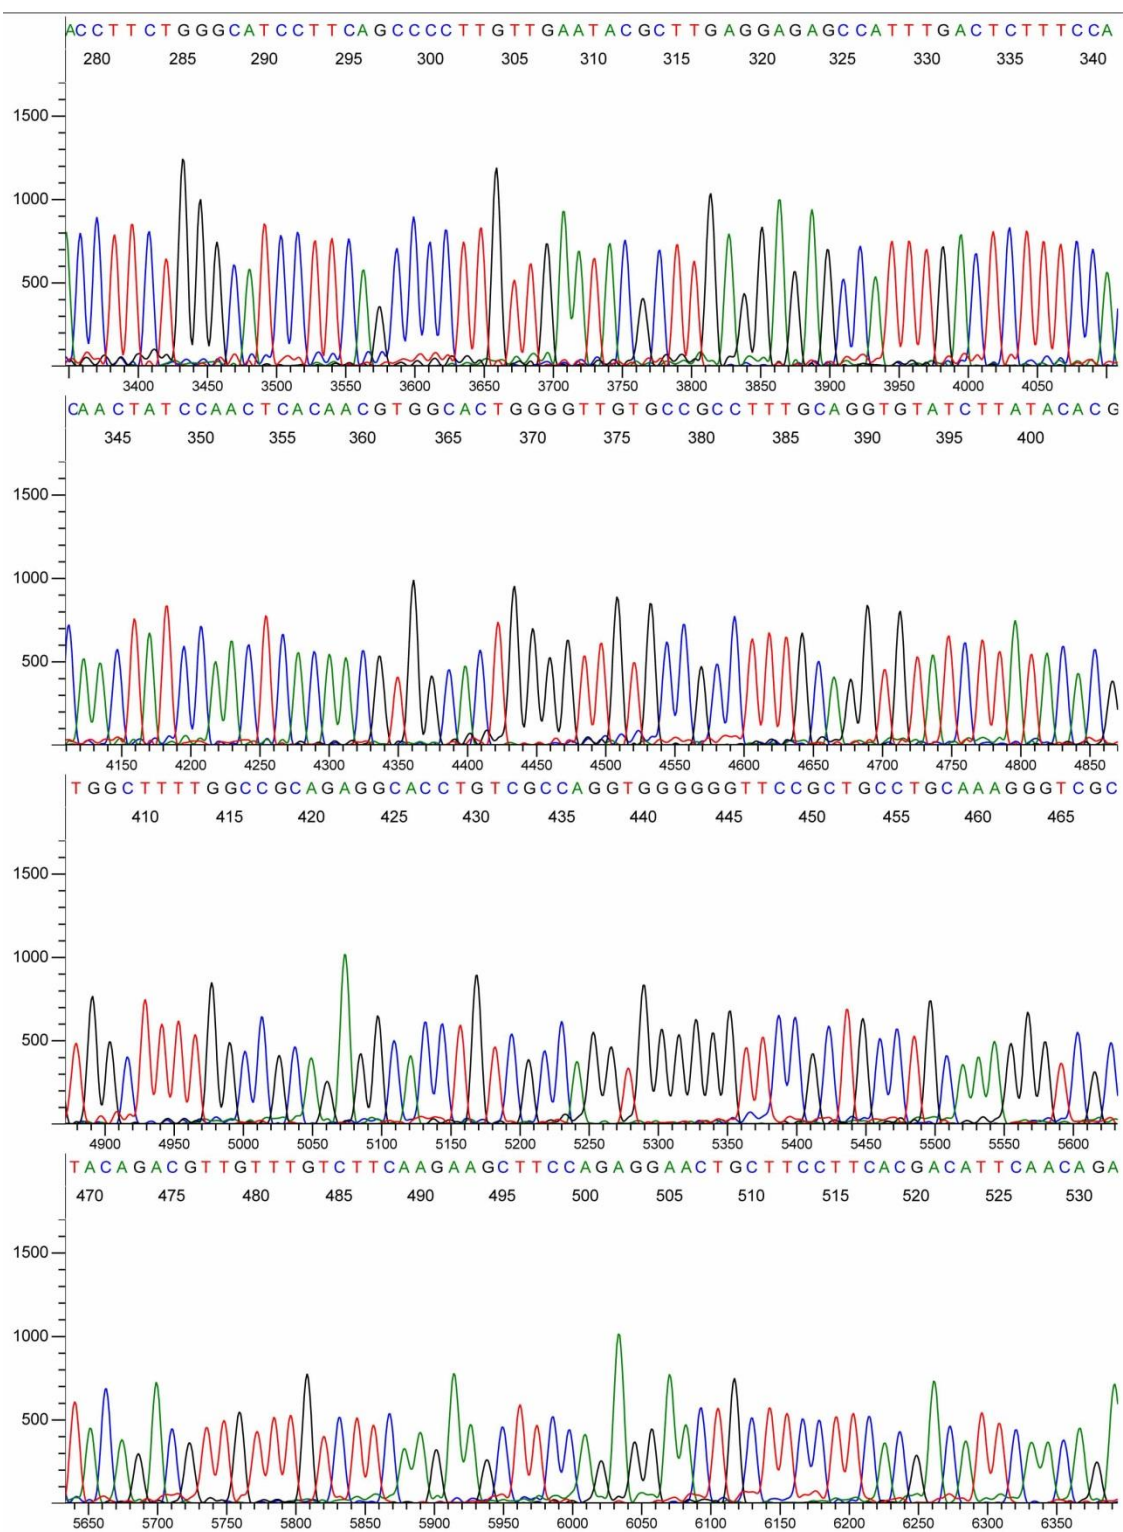 ACCTTCTGGGCATCCTTCAGCCCCTTGTTGAATACGCTTGAGGAGAGCCATTTGACTCTTTCCA
280 285 290 295 300 305 310 315 320 325 330 335 340
1500
1000
500
3400 3450 3500 3550 3600 3650 3700 3750 3800 3850 3900 3950 4000 4050
CAACTATCCAACTCACAACGTGGCACTGGGGTTGTGCCGCCTTTGCAGGTGTATCTTATACACG
345 350 355 360 365 370 375 380 385 390 395 400
1500
1000
500
4150 4200 4250 4300 4350 4400 4450 4500 4550 4600 4650 4700 4750 4800 4850
TGGCTTTTGGCCGCAGAGGCACCTGTCGCCAGGTGGGGGGTTCCGCTGCCTGCAAAGGGTCGC
410 415 420 425 430 435 440 445 450 455 460 465
1500
1000
500
4900 4950 5000 5050 5100 5150 5200 5250 5300 5350 5400 5450 5500 5550 5600
TACAGACGTTGTTTGTCTTCAAGAAGCTTCCAGAGGAACTGCTTCCTTCACGACATTCAACAGA
470 475 480 485 490 495 500 505 510 515 520 525 530
1500
1000
500
5650 5700 5750 5800 5850 5900 5950 6000 6050 6100 6150 6200 6250 6300 6350